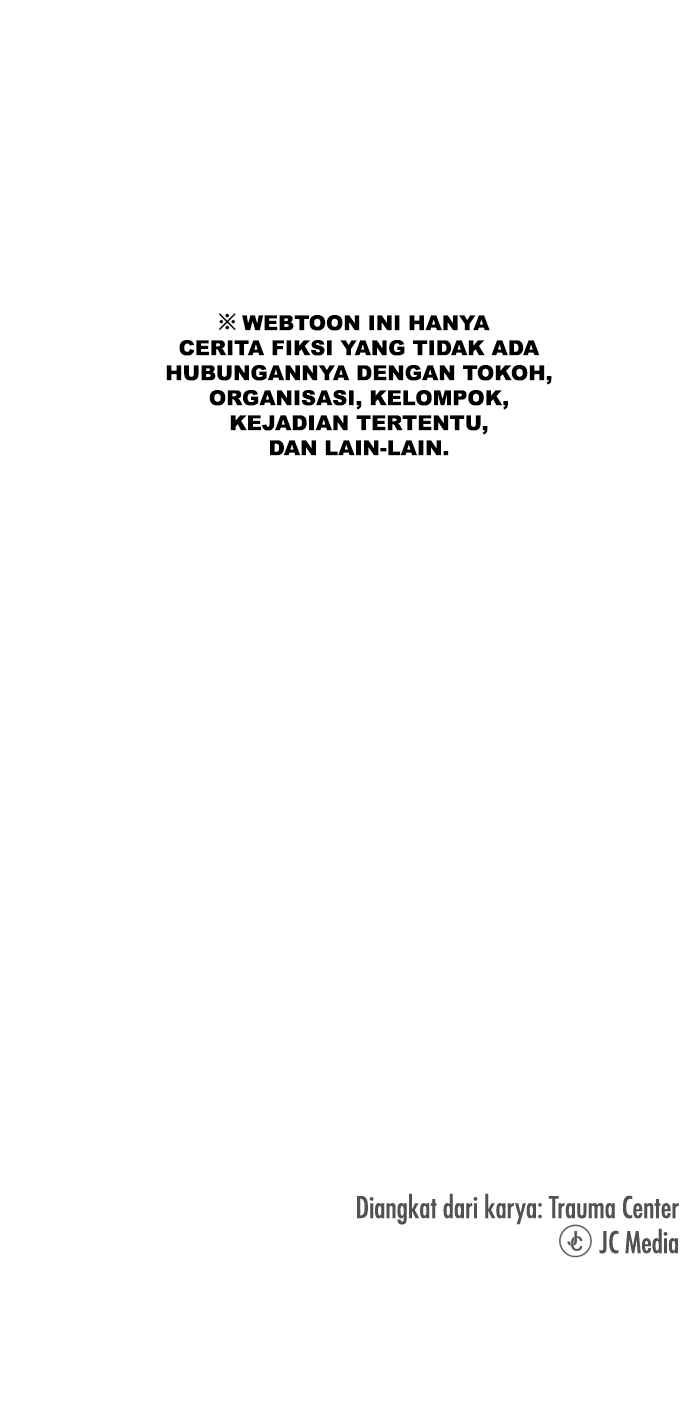 ※ WEBTOON INI HANYA
CERITA FIKSI YANG TIDAK ADA
HUBUNGANNYA DENGAN TOKOH,
ORGANISASI, KELOMPOK,
KEJADIAN TERTENTU,
DAN LAIN-LAIN.
Diangkat dari karya: Trauma Center
JC JC Media